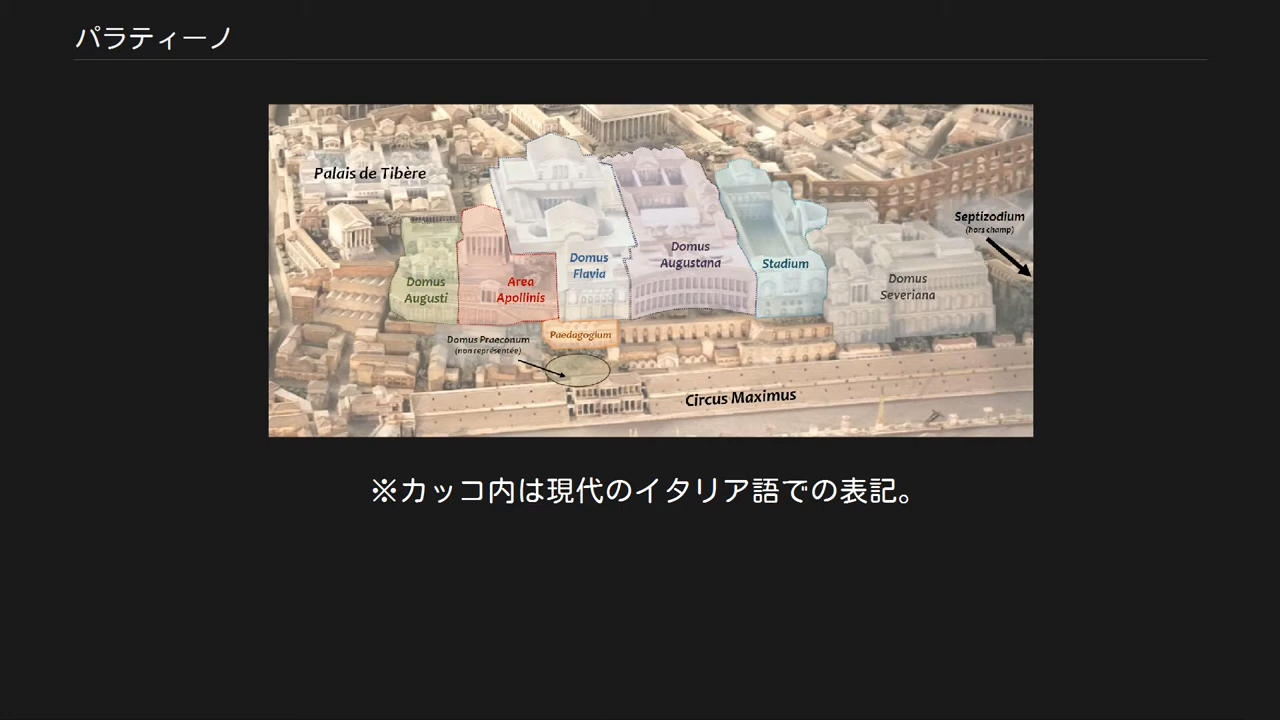 パラティーノ
Palais de Tibère
Septizodium
(hors champ)
Domus
Augusti
Area
Apollinis
Domus
Flavia
Domus
Augustana
Stadium
Domus
Severiana
Domus Praeconum
(non représentée)
Paedagogium
Circus Maximus
※カッコ内は現代のイタリア語での表記。